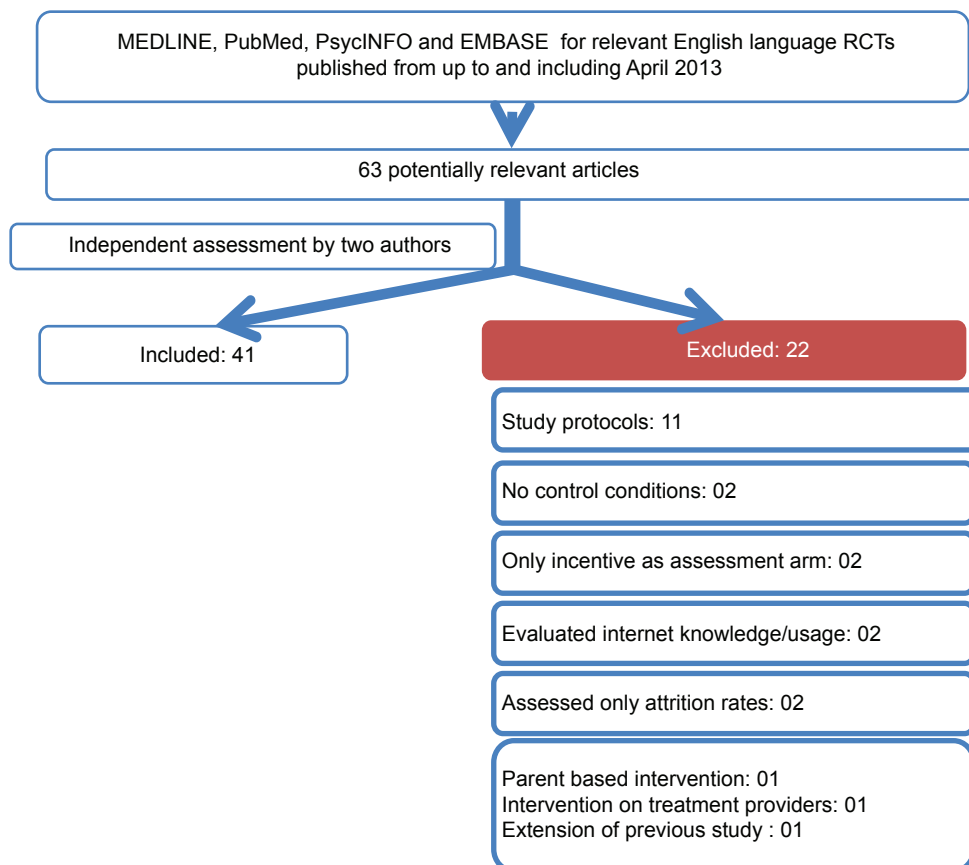 MEDLINE, PubMed, PsycINFO and EMBASE for relevant English language RCTs
published from up to and including April 2013
63 potentially relevant articles
Independent assessment by two authors
Included: 41
Excluded: 22
Study protocols: 11
No control conditions: 02
Only incentive as assessment arm: 02
Evaluated internet knowledge/usage: 02
Assessed only attrition rates: 02
Parent based intervention: 01
Intervention on treatment providers: 01
Extension of previous study : 01